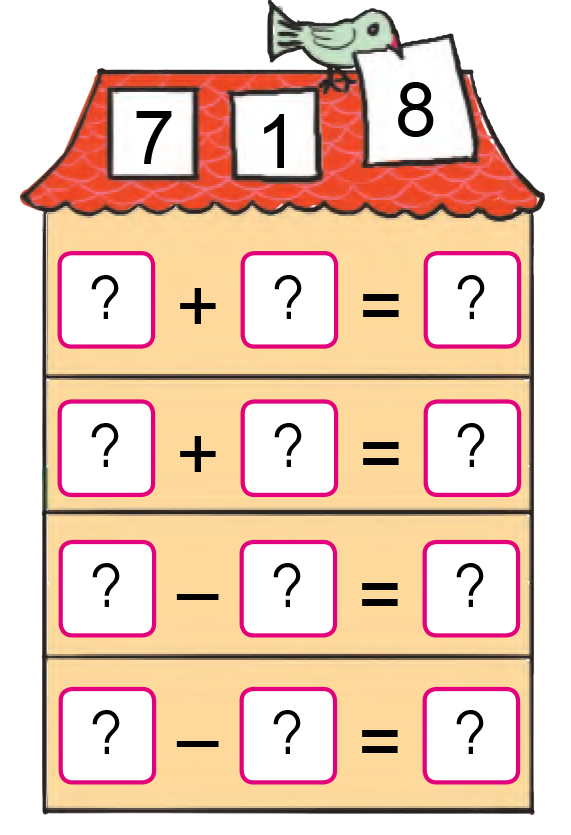 7 1 8
? + ? = ?
? + ? = ?
? – ? = ?
? – ? = ?